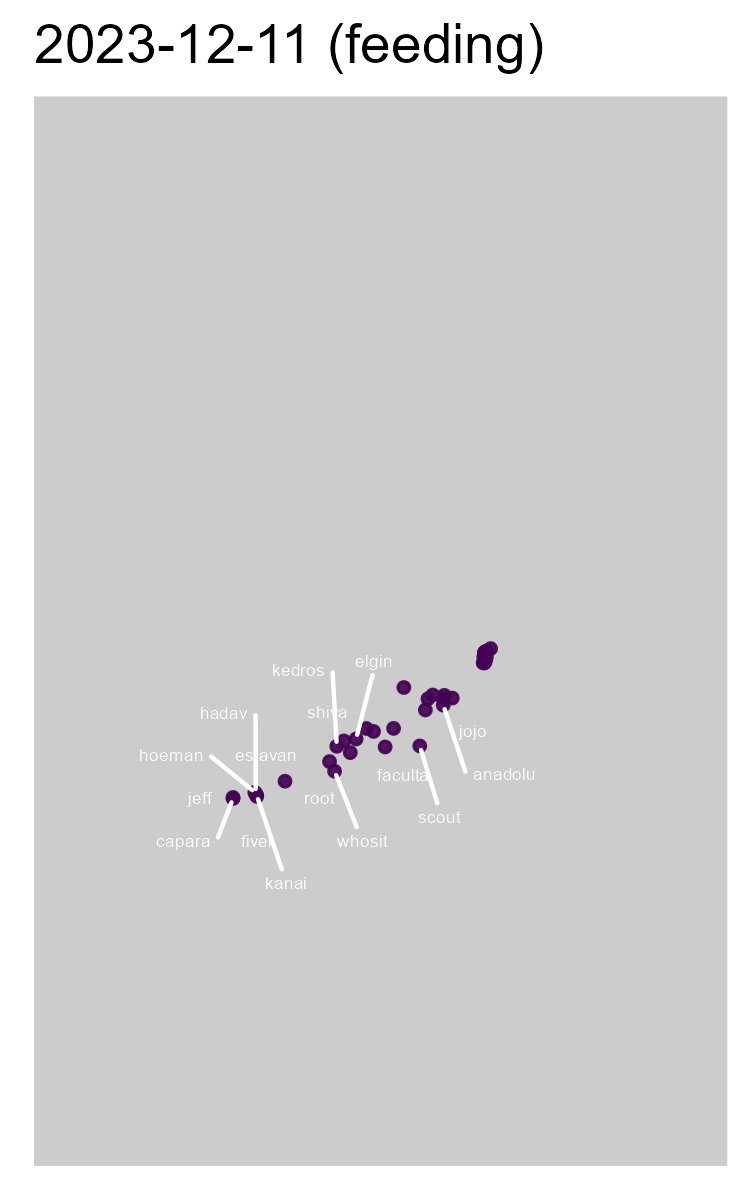 2023-12-11 (feeding)
elgin
kedros
shiva
hadav
jojo
hoeman
estavan
anadolu
faculta
jeff
root
scout
capara
fiver
whosit
kanai